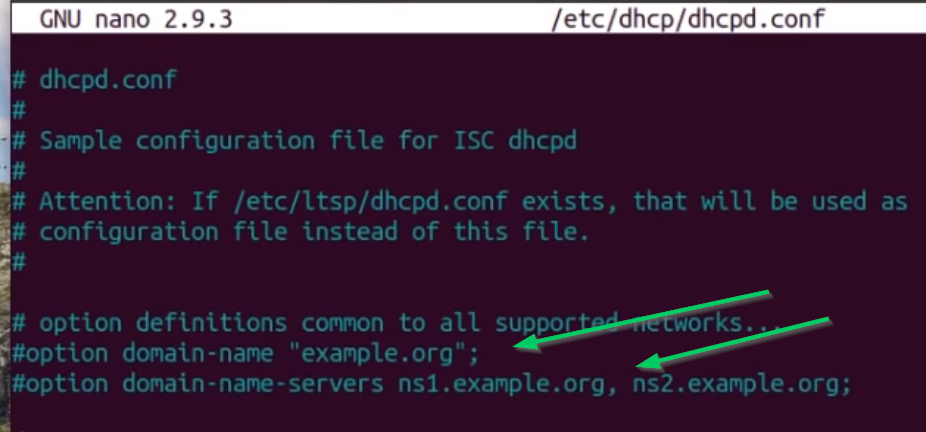 GNU nano 2.9.3 /etc/dhcp/dhcpd.conf
# dhcpd.conf
#
# Sample configuration file for ISC dhcpd
#
# Attention: If /etc/ltsp/dhcpd.conf exists, that will be used as
# configuration file instead of this file.
#
# option definitions common to all supported networks...
#option domain-name "example.org";
#option domain-name-servers ns1.example.org, ns2.example.org;